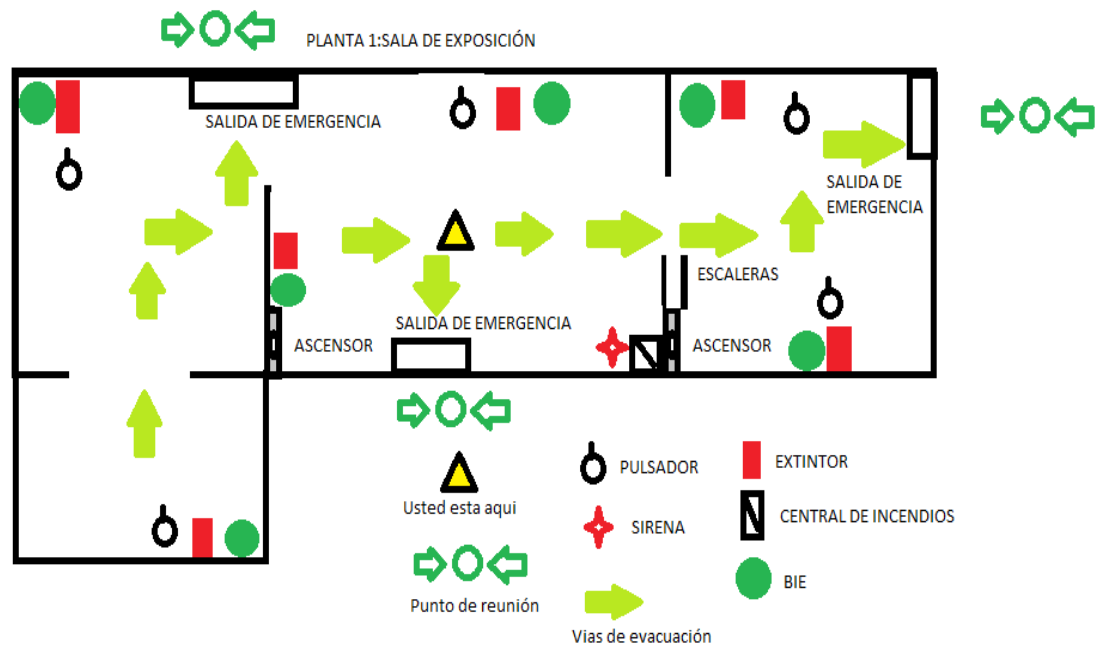 PLANTA 1:SALA DE EXPOSICIÓN
SALIDA DE EMERGENCIA
SALIDA DE
EMERGENCIA
ESCALERAS
SALIDA DE EMERGENCIA
ASCENSOR
ASCENSOR
PULSADOR
EXTINTOR
Usted esta aqui
SIRENA
CENTRAL DE INCENDIOS
BIE
Punto de reunión
Vias de evacuación